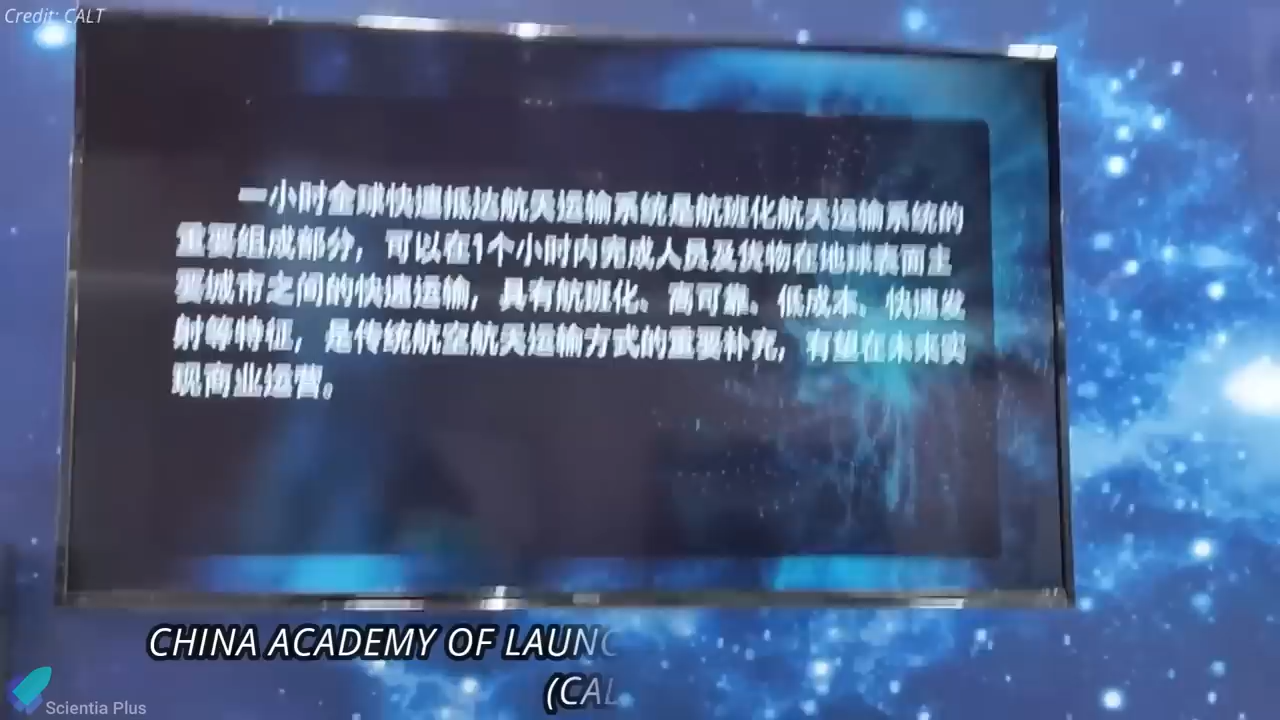 Credit: CALT
一小时全球快速抵达航天运输系统是航班化航天运输系统的
重要组成部分，可以在1个小时内完成人员及货物在地球表面主
要城市之间的快速运输，具有航班化、高可靠、低成本、快速发
射等特征，是传统航空航天运输方式的重要补充，有望在未来实
现商业运营。
CHINA ACADEMY OF LAUNC
(CAL
Scientia Plus